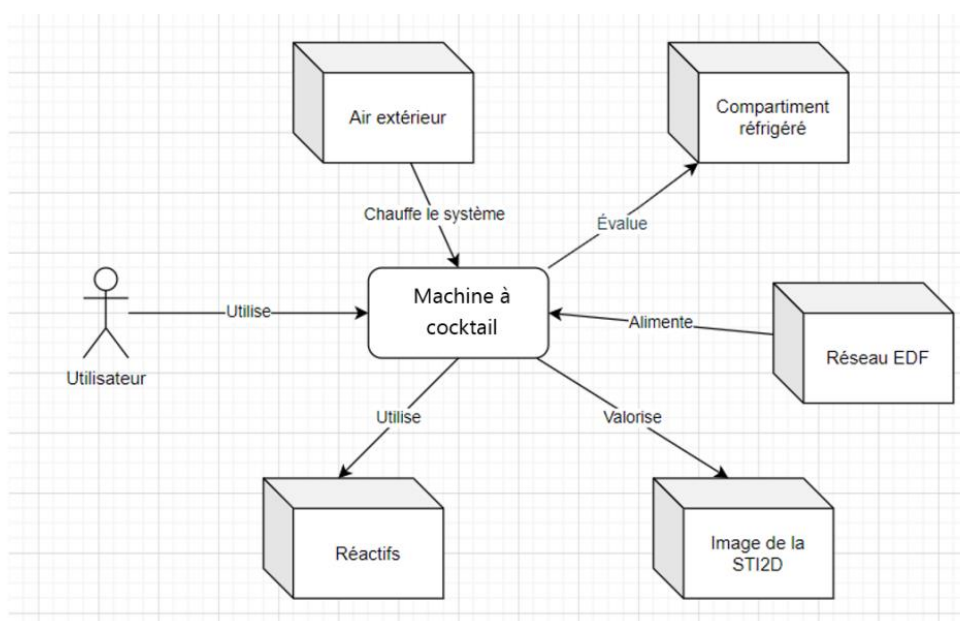 Air extérieur
Compartiment
réfrigéré
Chauffe le système
Évalue
Machine à
cocktail
Utilise
Alimente
Réseau EDF
Utilisateur
Utilise
Valorise
Réactifs
Image de la
STI2D